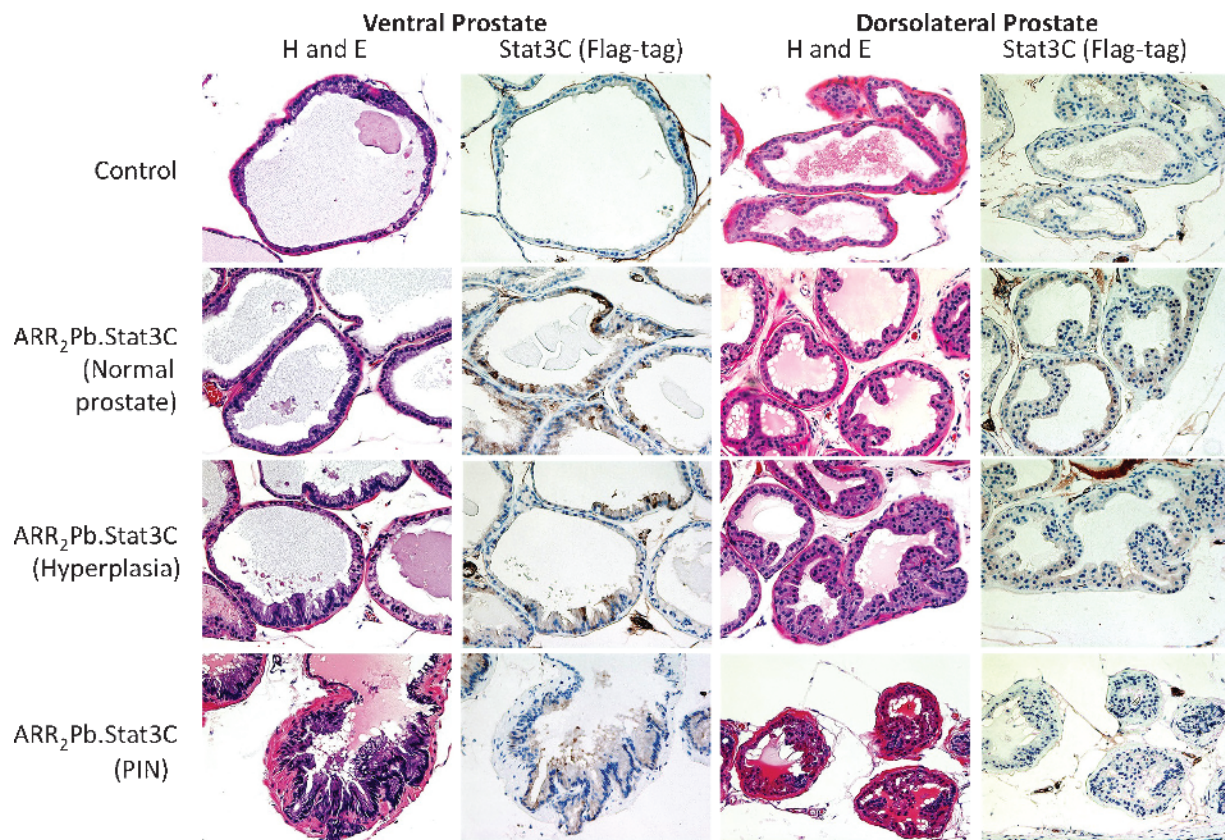 Ventral Prostate
Dorsolateral Prostate
H and E
Stat3C (Flag-tag)
H and E
Stat3C (Flag-tag)
Control
ARR₂Pb.Stat3C
(Normal
prostate)
ARR₂Pb.Stat3C
(Hyperplasia)
ARR₂Pb.Stat3C
(PIN)